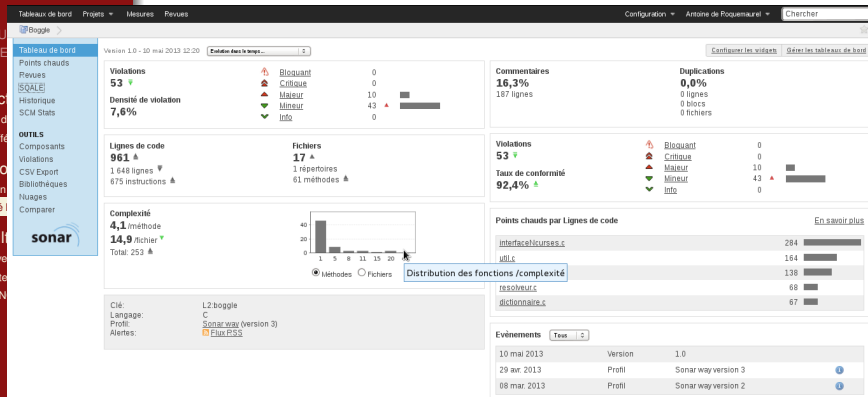 Tableaux de bord Projets Mesures Revues Configuration Antoine de Roquemaurel Chercher
Boggle
Tableau de bord
Points chauds
Revues
SQALE
Historique
SCM Stats
OUTILS
Composants
Violations
CSV Export
Bibliothèques
Nuages
Comparer
sonar
Version 1.0 - 10 mai 2013 12:20 Evolution dans le temps...
Configurer les widgets Gérer les tableaux de bord
Violations
53
Densité de violation
7,6%
Bloquant 0
Critique 0
Majeur 10
Mineur 43
Info 0
Lignes de code
961
1 648 lignes
675 instructions
Fichiers
17
1 répertoires
61 méthodes
Complexité
4,1 /méthode
14,9 /fichier
Total: 253
40
20
0
1 5 8 11 15 20
Méthodes Fichiers
Distribution des fonctions /complexité
Clé: L2:boggle
Langage: C
Profil: Sonar way (version 3)
Alertes: Flux RSS
Commentaires
16,3%
187 lignes
Duplications
0,0%
0 lignes
0 blocs
0 fichiers
Violations
53
Taux de conformité
92,4%
Bloquant 0
Critique 0
Majeur 10
Mineur 43
Info 0
Points chauds par Lignes de code En savoir plus
interfaceNcurses.c 284
util.c 164
138
resolveur.c 68
dictionnaire.c 67
Evènements Tous
10 mai 2013 Version 1.0
29 avr. 2013 Profil Sonar way version 3
08 mar. 2013 Profil Sonar way version 2